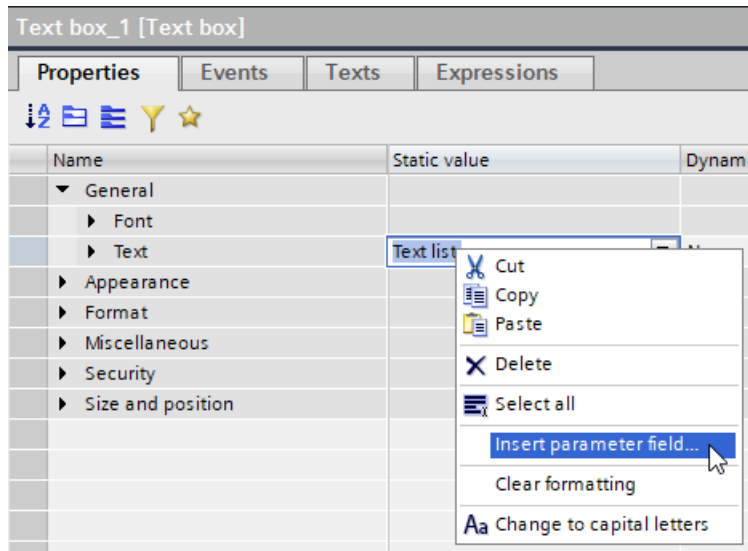 Text box_1 [Text box]
Properties Events Texts Expressions
Name Static value Dynam
General
Font
Text Text list
Appearance
Format
Miscellaneous
Security
Size and position
Cut
Copy
Paste
Delete
Select all
Insert parameter field...
Clear formatting
Aa Change to capital letters